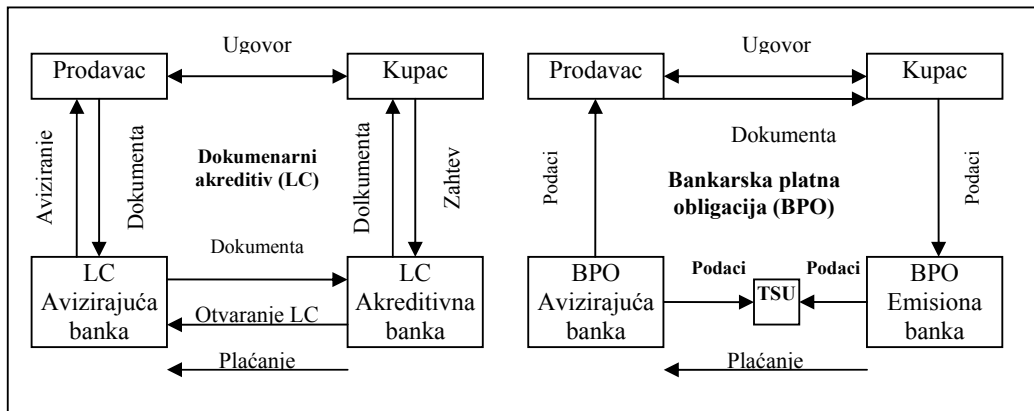 Ugovor
Prodavac
Kupac
Aviziranje
Dokumenta
Dokumenarni
akreditiv (LC)
Dolkumenta
Zahtev
Dokumenta
LC
Avizirajuća
banka
LC
Akreditivna
banka
Otvaranje LC
Plaćanje
Ugovor
Prodavac
Kupac
Dokumenta
Podaci
Bankarska platna
obligacija (BPO)
Podaci
BPO
Avizirajuća
banka
Podaci
TSU
Podaci
BPO
Emisiona
banka
Plaćanje